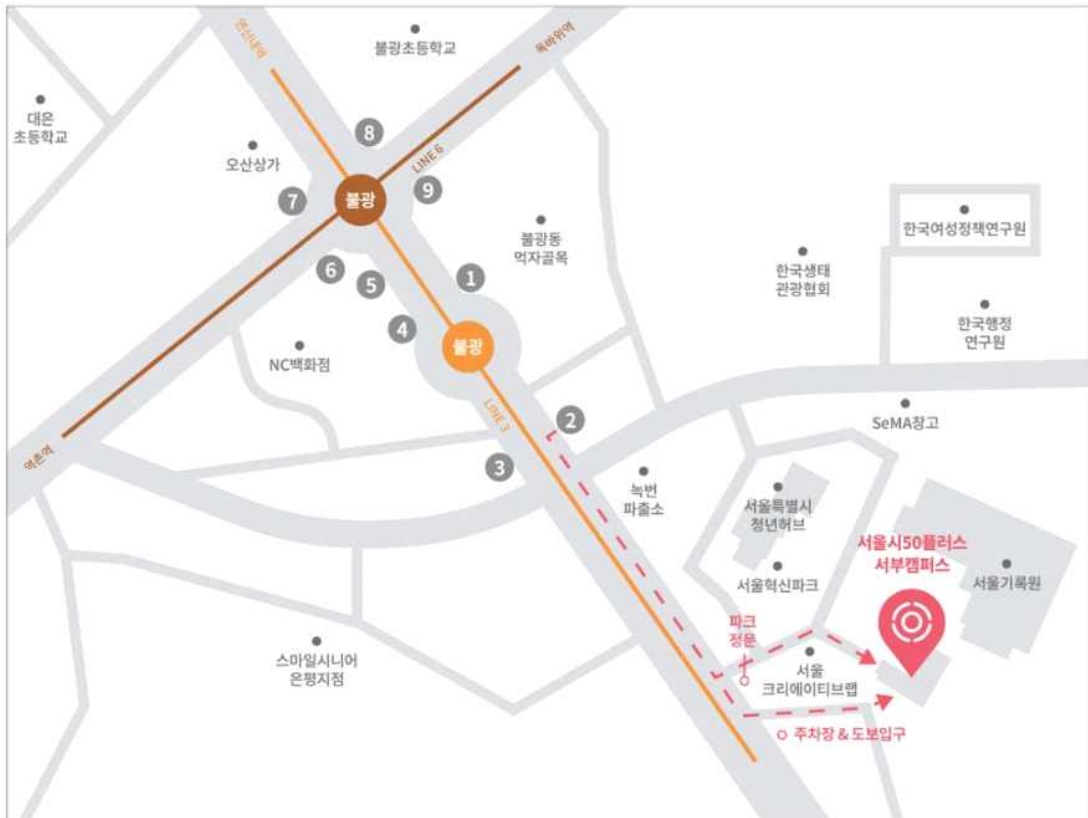 연신내역
불광초등학교
독바위역
대은
초등학교
8
오산상가
LINE 6
7
불광
9
불광동
먹자골목
한국여성정책연구원
한국생태
관광협회
6
5
1
한국행정
연구원
4
불광
NC백화점
LINE 3
2
SeMA창고
역촌역
3
녹번
파출소
서울특별시
청년허브
서울시50플러스
서부캠퍼스
서울혁신파크
서울기록원
파크
정문
스마일시니어
은평지점
서울
크리에이티브랩
주차장 & 도보입구